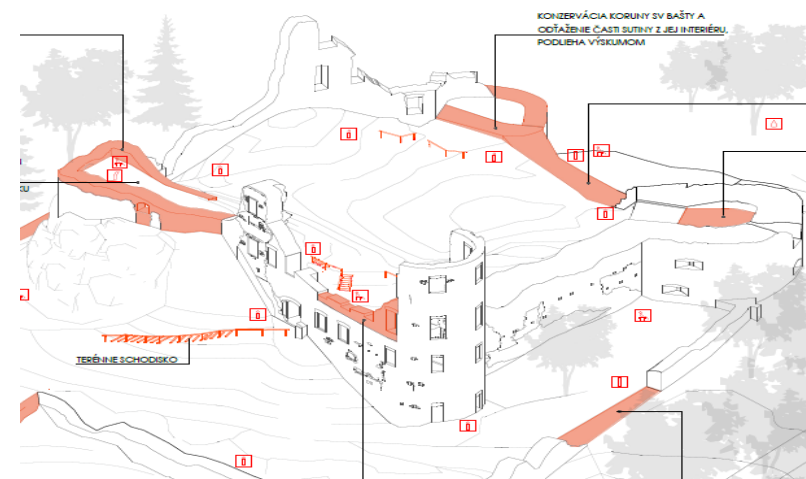 KONZERVÁCIA KORUNY SV BAŠTY A
ODŤAŽENIE ČASTI SUTINY Z JEJ INTERIÉRU,
PODLIEHA VÝSKUMOM
KU
TERÉNNE SCHODISKO